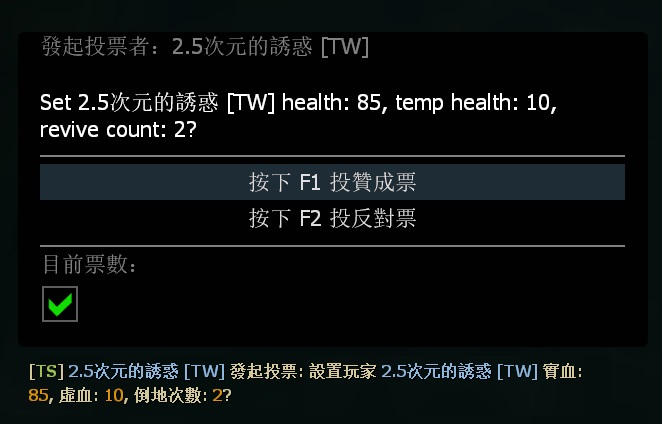 發起投票者：2.5次元的誘惑 [TW]
Set 2.5次元的誘惑 [TW] health: 85, temp health: 10,
revive count: 2?
按下 F1 投贊成票
按下 F2 投反對票
目前票數：
[TS] 2.5次元的誘惑 [TW] 發起投票: 設置玩家 2.5次元的誘惑 [TW] 實血:
85, 虛血: 10, 倒地次數: 2?